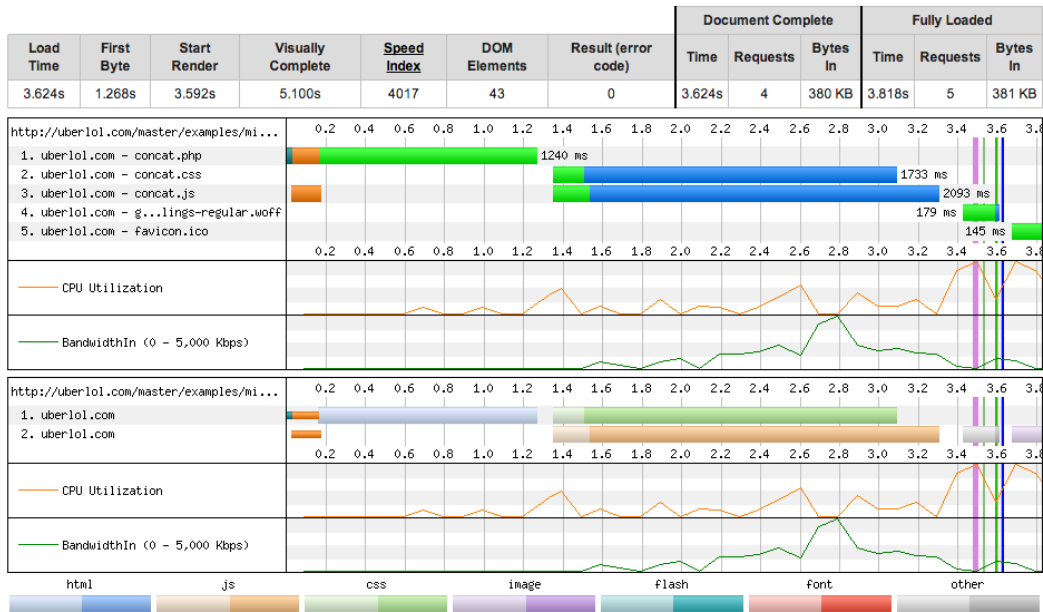 Document Complete Fully Loaded
Load Time First Byte Start Render Visually Complete Speed Index DOM Elements Result (error code) Time Requests Bytes In Time Requests Bytes In
3.624s 1.268s 3.592s 5.100s 4017 43 0 3.624s 4 380 KB 3.818s 5 381 KB
http://uberlol.com/master/examples/mi... 0.2 0.4 0.6 0.8 1.0 1.2 1.4 1.6 1.8 2.0 2.2 2.4 2.6 2.8 3.0 3.2 3.4 3.6 3.8
1. uberlol.com - concat.php 1240 ms
2. uberlol.com - concat.css 1733 ms
3. uberlol.com - concat.js 2093 ms
4. uberlol.com - g...lings-regular.woff 179 ms
5. uberlol.com - favicon.ico 145 ms
0.2 0.4 0.6 0.8 1.0 1.2 1.4 1.6 1.8 2.0 2.2 2.4 2.6 2.8 3.0 3.2 3.4 3.6 3.8
CPU Utilization
BandwidthIn (0 - 5,000 Kbps)
http://uberlol.com/master/examples/mi... 0.2 0.4 0.6 0.8 1.0 1.2 1.4 1.6 1.8 2.0 2.2 2.4 2.6 2.8 3.0 3.2 3.4 3.6 3.8
1. uberlol.com
2. uberlol.com
0.2 0.4 0.6 0.8 1.0 1.2 1.4 1.6 1.8 2.0 2.2 2.4 2.6 2.8 3.0 3.2 3.4 3.6 3.8
CPU Utilization
BandwidthIn (0 - 5,000 Kbps)
html js css image flash font other